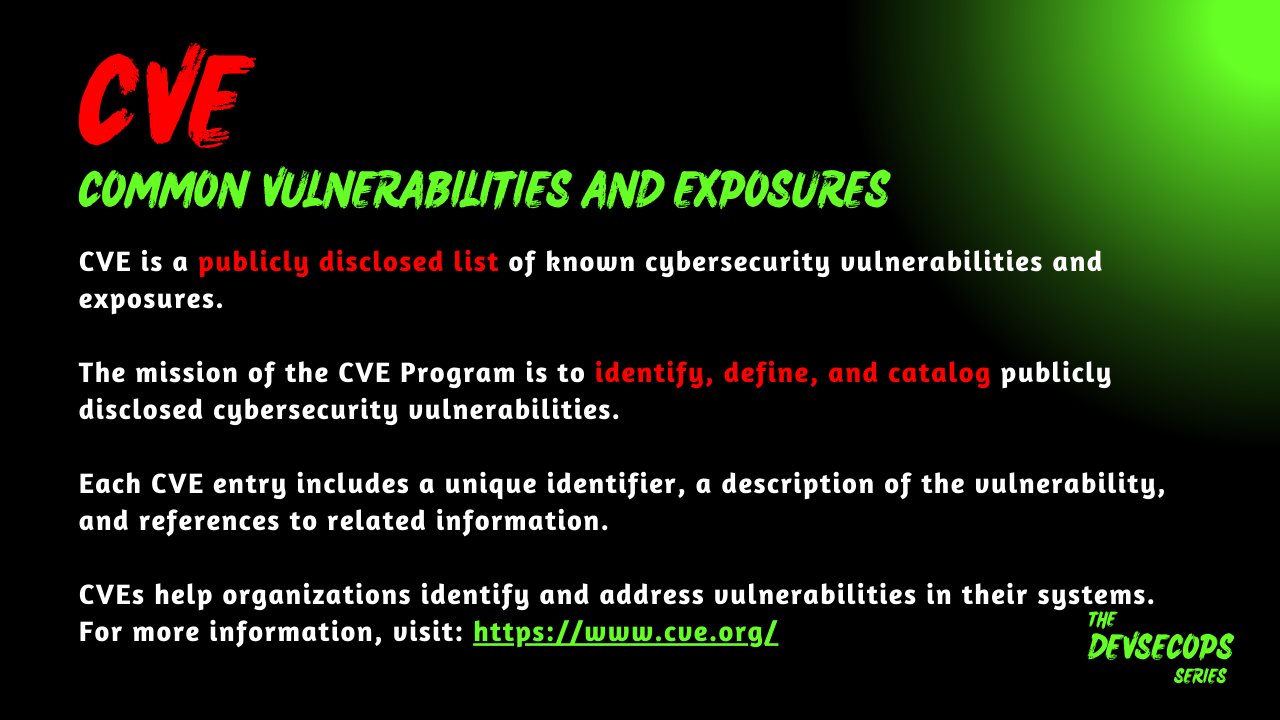 CVE
COMMON VULNERABILITIES AND EXPOSURES
CVE is a publicly disclosed list of known cybersecurity vulnerabilities and
exposures.
The mission of the CVE Program is to identify, define, and catalog publicly
disclosed cybersecurity vulnerabilities.
Each CVE entry includes a unique identifier, a description of the vulnerability,
and references to related information.
CVEs help organizations identify and address vulnerabilities in their systems.
For more information, visit: https://www.cve.org/
THE
DEVSECOPS
SERIES